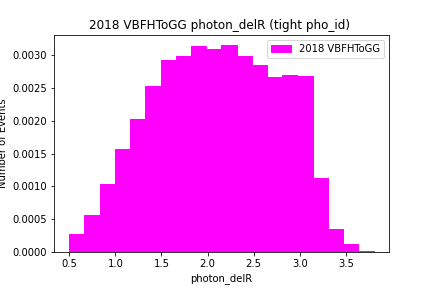 2018 VBFHToGG photon_delR (tight pho_id)
2018 VBFHToGG
Number of Events
0.0030
0.0025
0.0020
0.0015
0.0010
0.0005
0.0000
0.5 1.0 1.5 2.0 2.5 3.0 3.5
photon_delR